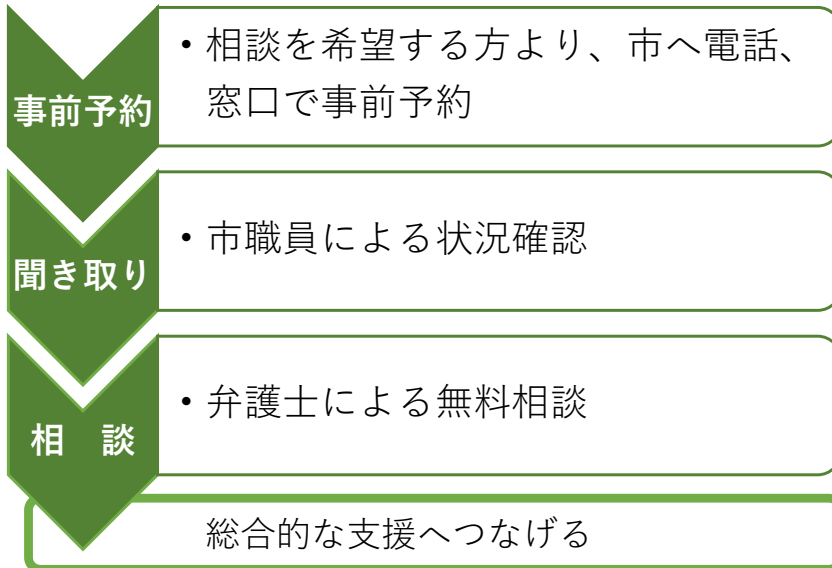 事前予約
・相談を希望する方より、市へ電話、
窓口で事前予約
聞き取り
・市職員による状況確認
相　談
・弁護士による無料相談
総合的な支援へつなげる